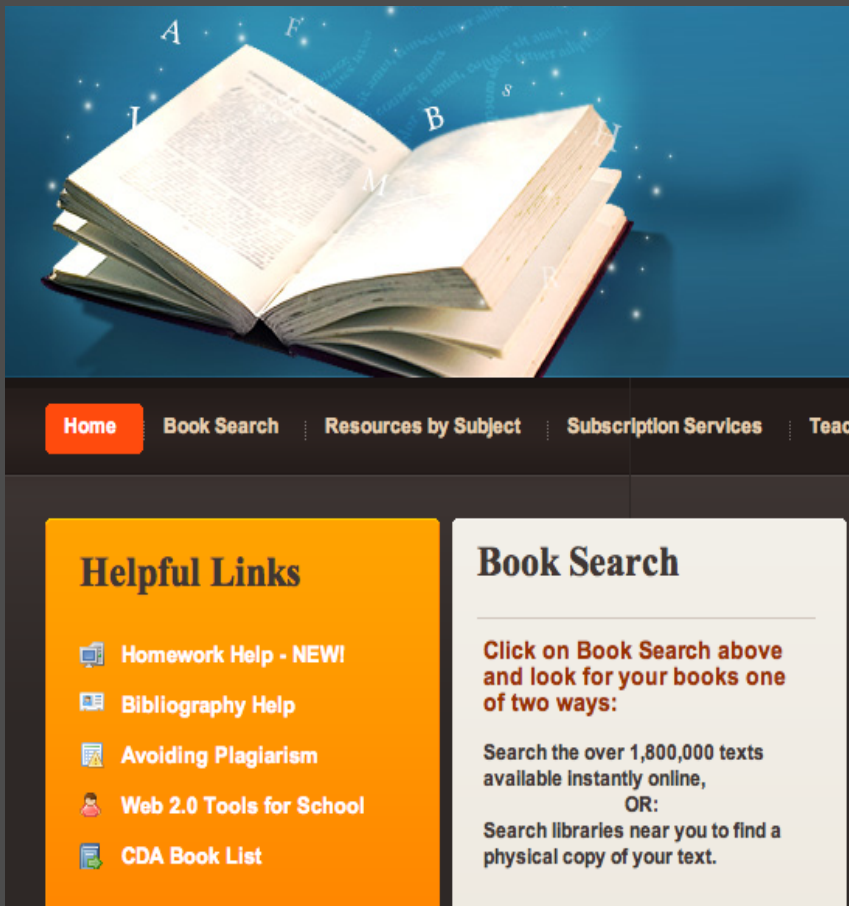 A
F
L
B
s
H
M
R
Home
Book Search
Resources by Subject
Subscription Services
Helpful Links
Homework Help - NEW!
Bibliography Help
Avoiding Plagiarism
Web 2.0 Tools for School
CDA Book List
Book Search
Click on Book Search above
and look for your books one
of two ways:
Search the over 1,800,000 texts
available instantly online,
OR:
Search libraries near you to find a
physical copy of your text.